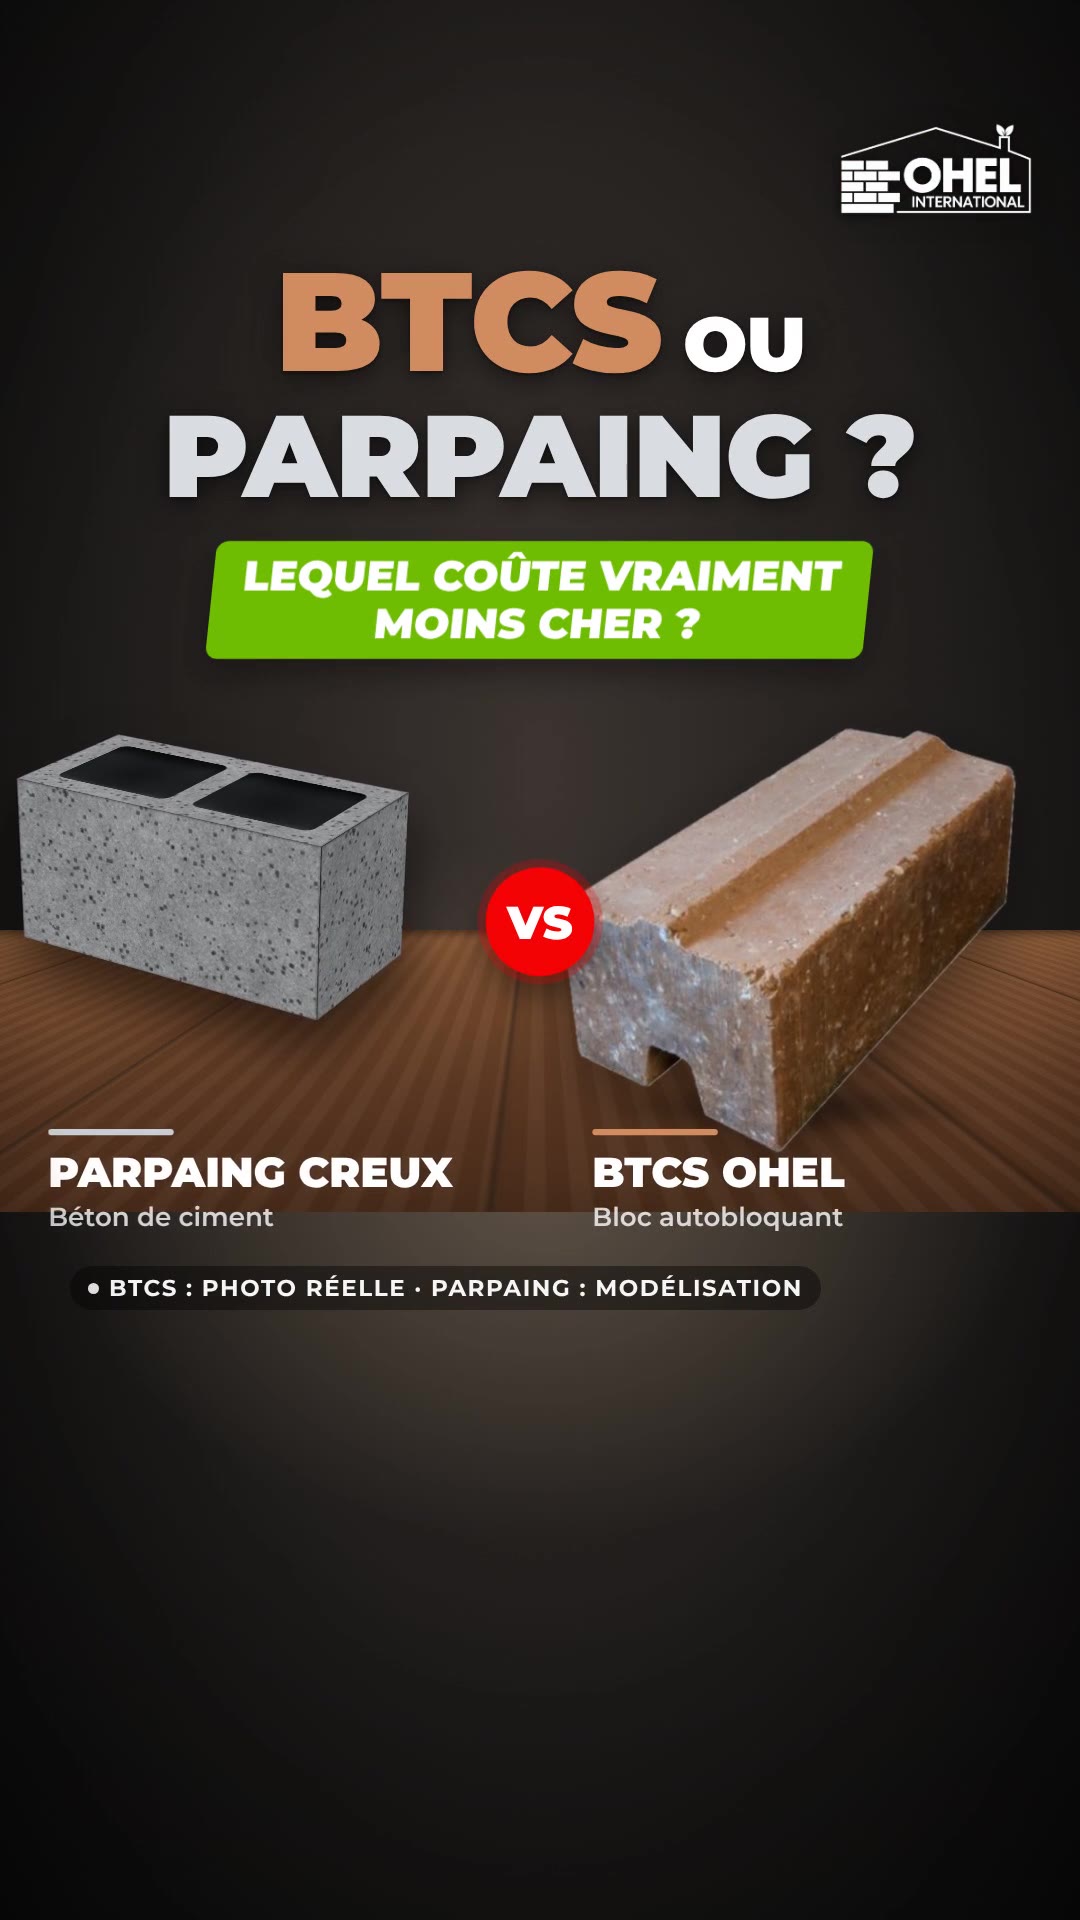 OHEL
INTERNATIONAL
BTCS OU
PARPAING ?
LEQUEL COÛTE VRAIMENT
MOINS CHER ?
VS
PARPAING CREUX
Béton de ciment
BTCS OHEL
Bloc autobloquant
• BTCS : PHOTO RÉELLE · PARPAING : MODÉLISATION